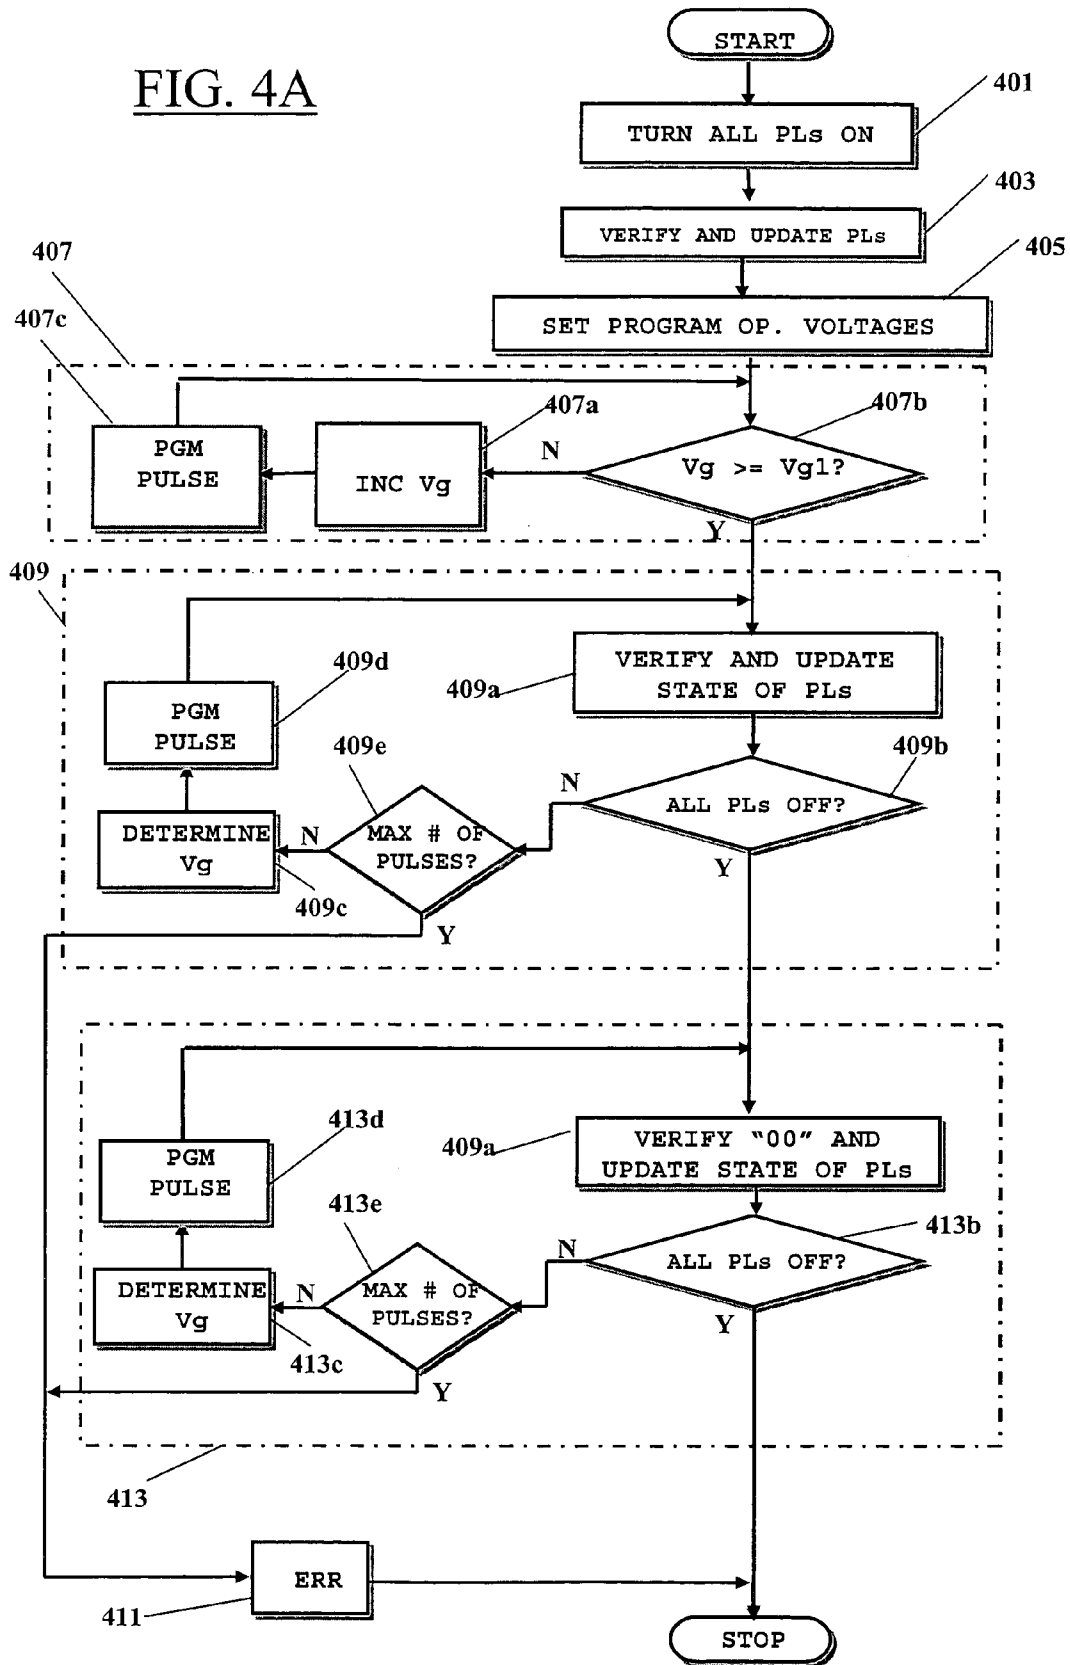 START
FIG. 4A
401
TURN ALL PLs ON
403
VERIFY AND UPDATE PLs
405
407
SET PROGRAM OP. VOLTAGES
407c
407a
407b
PGM
PULSE
INC Vg
N
Vg >= Vg1?
Y
409
VERIFY AND UPDATE
STATE OF PLs
409a
409d
PGM
PULSE
409e
409b
N
ALL PLs OFF?
MAX # OF
PULSES?
N
DETERMINE
Vg
409c
Y
Y
409a
VERIFY “00” AND
UPDATE STATE OF PLs
413d
PGM
PULSE
413e
413b
N
ALL PLs OFF?
MAX # OF
PULSES?
N
DETERMINE
Vg
413c
Y
Y
413
ERR
411
STOP